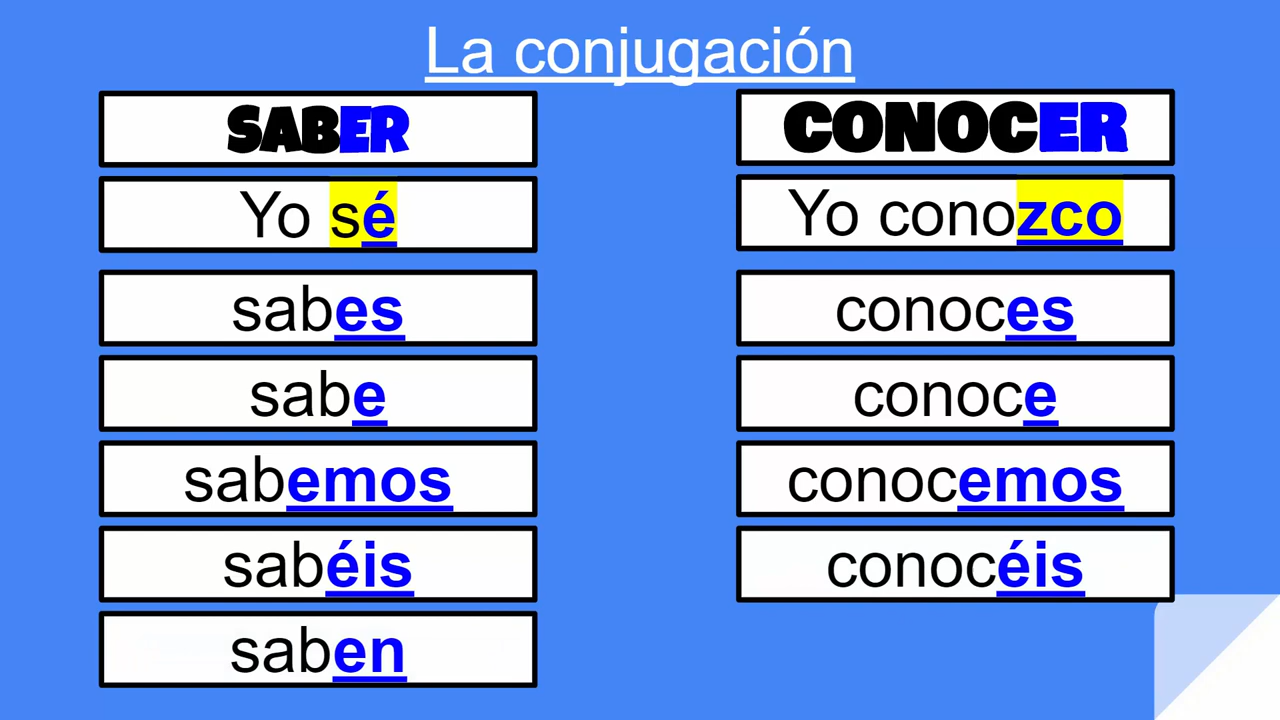 La conjugación
SABER
Yo sé
sabes
sabe
sabemos
sabéis
saben
CONOCER
Yo conozco
conoces
conoce
conocemos
conocéis